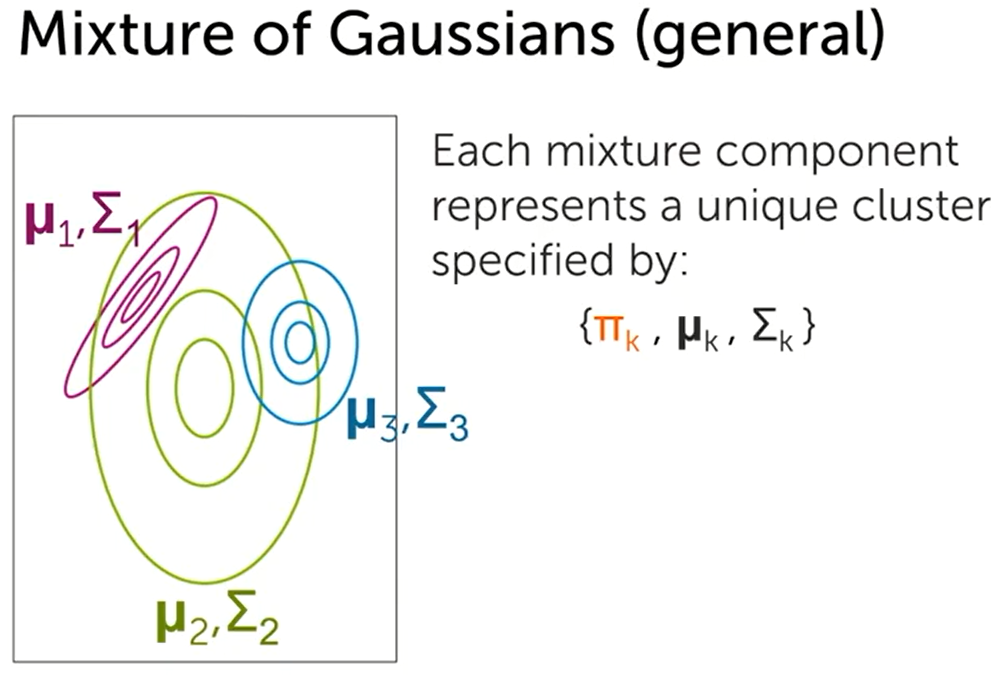 Mixture of Gaussians (general)
Each mixture component
represents a unique cluster
specified by:
{πₖ , μₖ , Σₖ}
μ₁,Σ₁
μ₃,Σ₃
μ₂,Σ₂